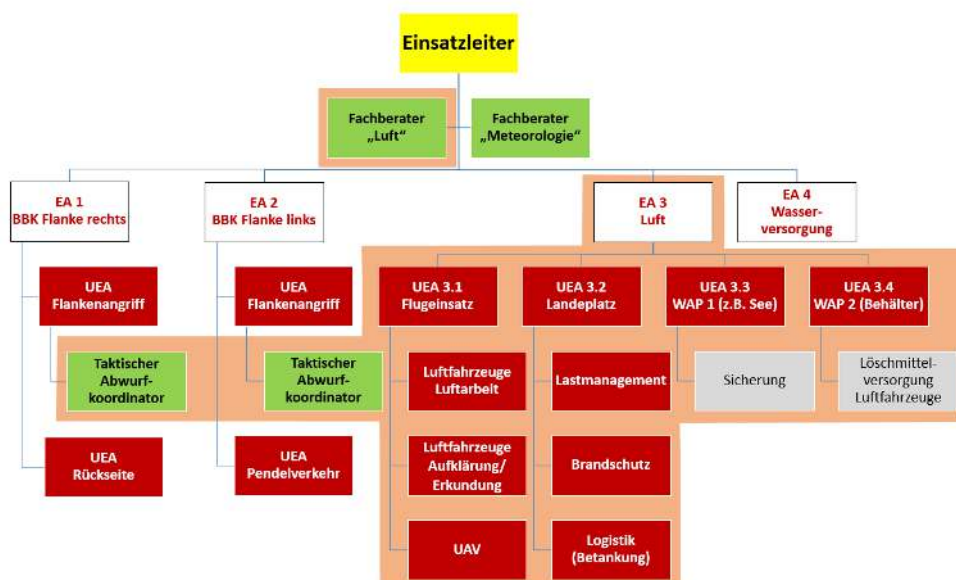 Einsatzleiter
Fachberater
„Luft“
Fachberater
„Meteorologie“
EA 1
BBK Flanke rechts
EA 2
BBK Flanke links
EA 3
Luft
EA 4
Wasser-
versorgung
UEA
Flankenangriff
UEA
Flankenangriff
UEA 3.1
Flugeinsatz
UEA 3.2
Landeplatz
UEA 3.3
WAP 1 (z.B. See)
UEA 3.4
WAP 2 (Behälter)
Taktischer
Abwurf-
koordinator
Taktischer
Abwurf-
koordinator
Luftfahrzeuge
Luftarbeit
Lastmanagement
Sicherung
Löschmittel-
versorgung
Luftfahrzeuge
UEA
Rückseite
UEA
Pendelverkehr
Luftfahrzeuge
Aufklärung/
Erkundung
Brandschutz
UAV
Logistik
(Betankung)